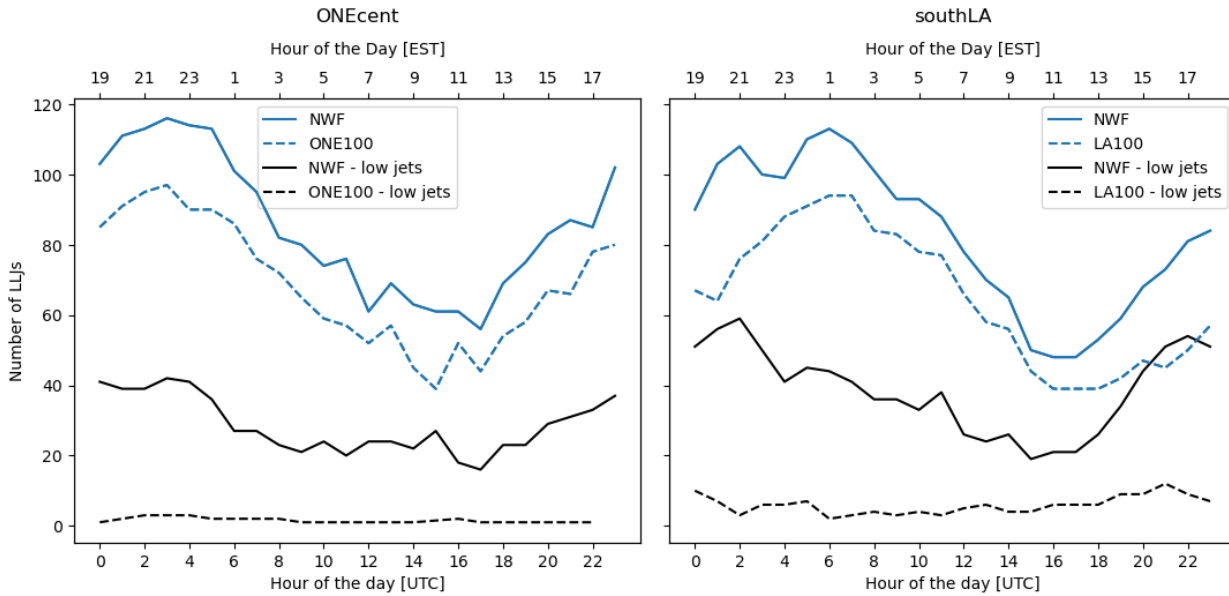 ONEcent
Hour of the Day [EST]
19 21 23 1 3 5 7 9 11 13 15 17
120
100
80
60
40
20
0
Number of LLJs
NWF
ONE100
NWF - low jets
ONE100 - low jets
0 2 4 6 8 10 12 14 16 18 20 22
Hour of the day [UTC]
southLA
Hour of the Day [EST]
19 21 23 1 3 5 7 9 11 13 15 17
NWF
LA100
NWF - low jets
LA100 - low jets
0 2 4 6 8 10 12 14 16 18 20 22
Hour of the day [UTC]